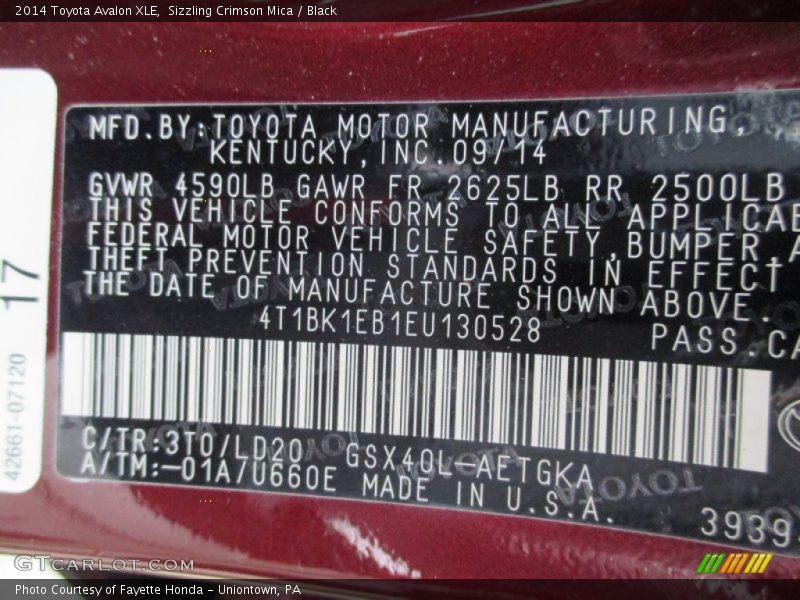 2014 Toyota Avalon XLE,  Sizzling Crimson Mica / Black
MFD.BY:TOYOTA MOTOR MANUFACTURING,
KENTUCKY,INC.09/14
GVWR 4590LB GAWR FR 2625LB RR 2500LB
THIS VEHICLE CONFORMS TO ALL APPLICAB
FEDERAL MOTOR VEHICLE SAFETY,BUMPER,A
THEFT PREVENTION STANDARDS IN EFFECT
THE DATE OF MANUFACTURE SHOWN ABOVE.
4T1BK1EB1EU130528 PASS.CA
C/TR:3T0/LD20 GSX40L-AETGKA
A/TM:-01A/U660E MADE IN U.S.A.
3939
17
42661-07120
GTCARLOT.COM
Photo Courtesy of Fayette Honda - Uniontown, PA